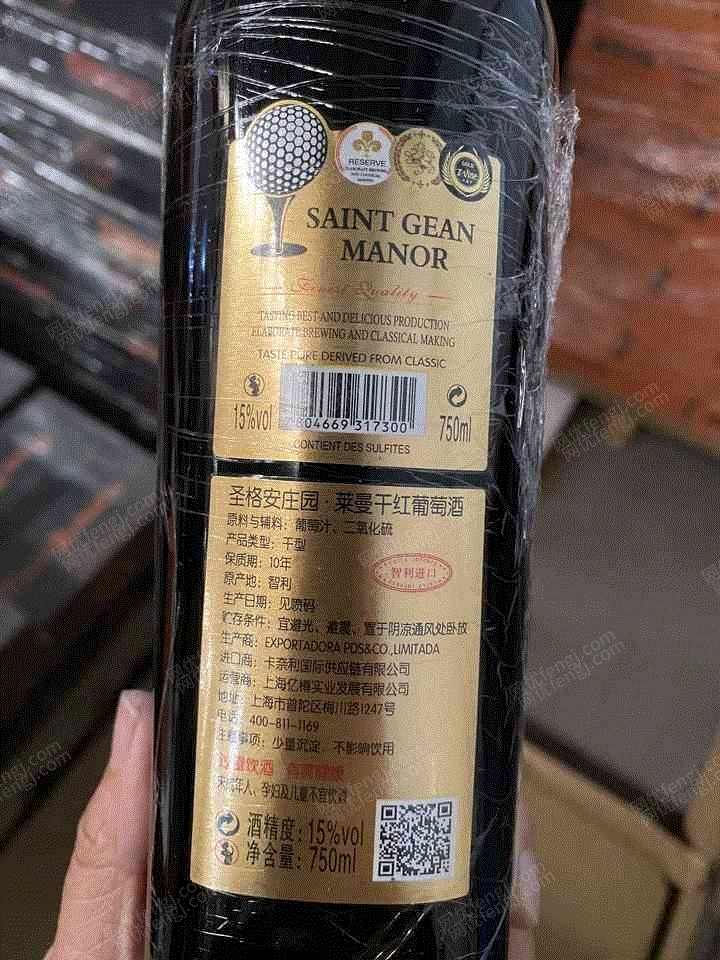 RESERVE
SAINT GEAN
MANOR
Finest Quality
TASTING BEST AND DELICIOUS PRODUCTION
ELABORATE BREWING AND CLASSICAL MAKING
TASTE PURE DERIVED FROM CLASSIC
15%vol
804669 317300
750ml
CONTIENT DES SULFITES
圣格安庄园·莱曼干红葡萄酒
原料与辅料：葡萄汁、二氧化硫
产品类型：干型
保质期：10年
原产地：智利
智利进口
生产日期：见喷码
贮存条件：宜避光、避震，置于阴凉通风处卧放
生产商：EXPORTADORA PDS&CO.,LIMITADA
进口商：卡奈利国际供应链有限公司
运营商：上海亿樽实业发展有限公司
地址：上海市普陀区梅川路1247号
电话：400-811-1169
注意事项：少量沉淀，不影响饮用
过量饮酒 有害健康
未成年人、孕妇及儿童不宜饮酒
酒精度：15%vol
净含量：750ml